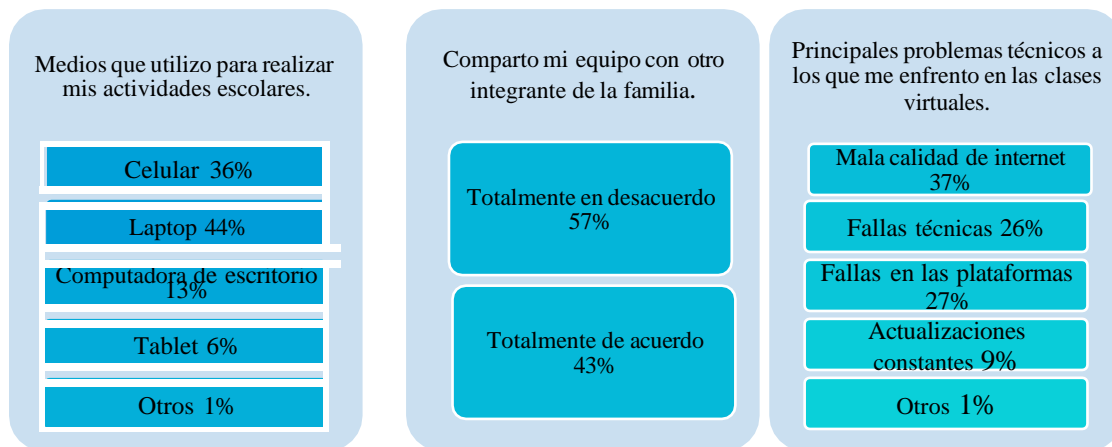 Medios que utilizo para realizar
mis actividades escolares.
Celular 36%
Laptop 44%
Computadora de escritorio
13%
Tablet 6%
Otros 1%
Comparto mi equipo con otro
integrante de la familia.
Totalmente en desacuerdo
57%
Totalmente de acuerdo
43%
Principales problemas técnicos a
los que me enfrento en las clases
virtuales.
Mala calidad de internet
37%
Fallas técnicas 26%
Fallas en las plataformas
27%
Actualizaciones
constantes 9%
Otros 1%